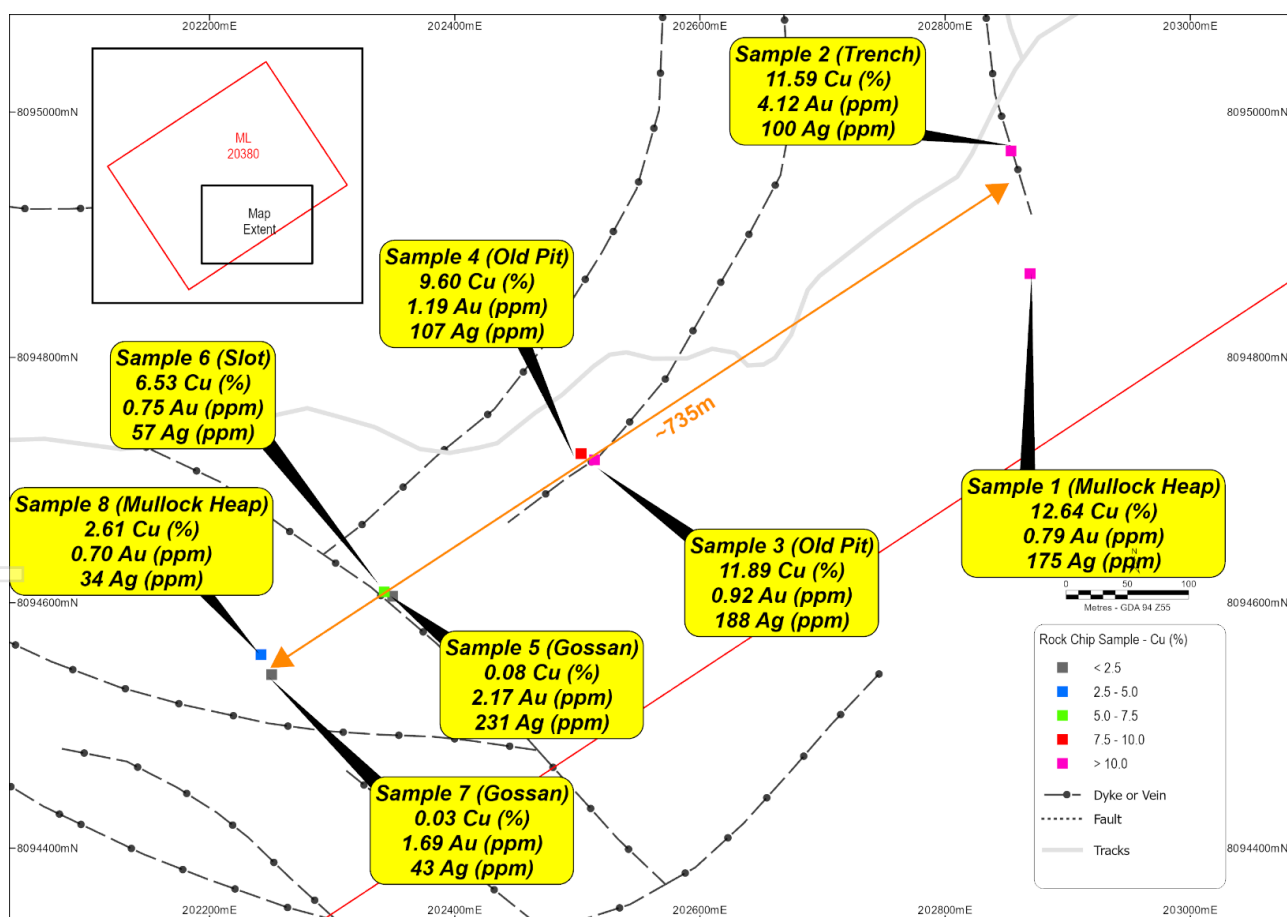 202200mE
202400mE
202600mE
202800mE
203000mE
8095000mN
8095000mN
ML
20380
Map
Extent
Sample 2 (Trench)
11.59 Cu (%)
4.12 Au (ppm)
100 Ag (ppm)
Sample 4 (Old Pit)
9.60 Cu (%)
1.19 Au (ppm)
107 Ag (ppm)
8094800mN
8094800mN
Sample 6 (Slot)
6.53 Cu (%)
0.75 Au (ppm)
57 Ag (ppm)
~735m
Sample 8 (Mullock Heap)
2.61 Cu (%)
0.70 Au (ppm)
34 Ag (ppm)
Sample 1 (Mullock Heap)
12.64 Cu (%)
0.79 Au (ppm)
175 Ag (ppm)
N
Sample 3 (Old Pit)
11.89 Cu (%)
0.92 Au (ppm)
188 Ag (ppm)
0 50 100
Metres - GDA 94 Z55
8094600mN
8094600mN
Sample 5 (Gossan)
0.08 Cu (%)
2.17 Au (ppm)
231 Ag (ppm)
Sample 7 (Gossan)
0.03 Cu (%)
1.69 Au (ppm)
43 Ag (ppm)
Rock Chip Sample - Cu (%)
< 2.5
2.5 - 5.0
5.0 - 7.5
7.5 - 10.0
> 10.0
Dyke or Vein
Fault
Tracks
8094400mN
8094400mN
202200mE
202400mE
202600mE
202800mE
203000mE